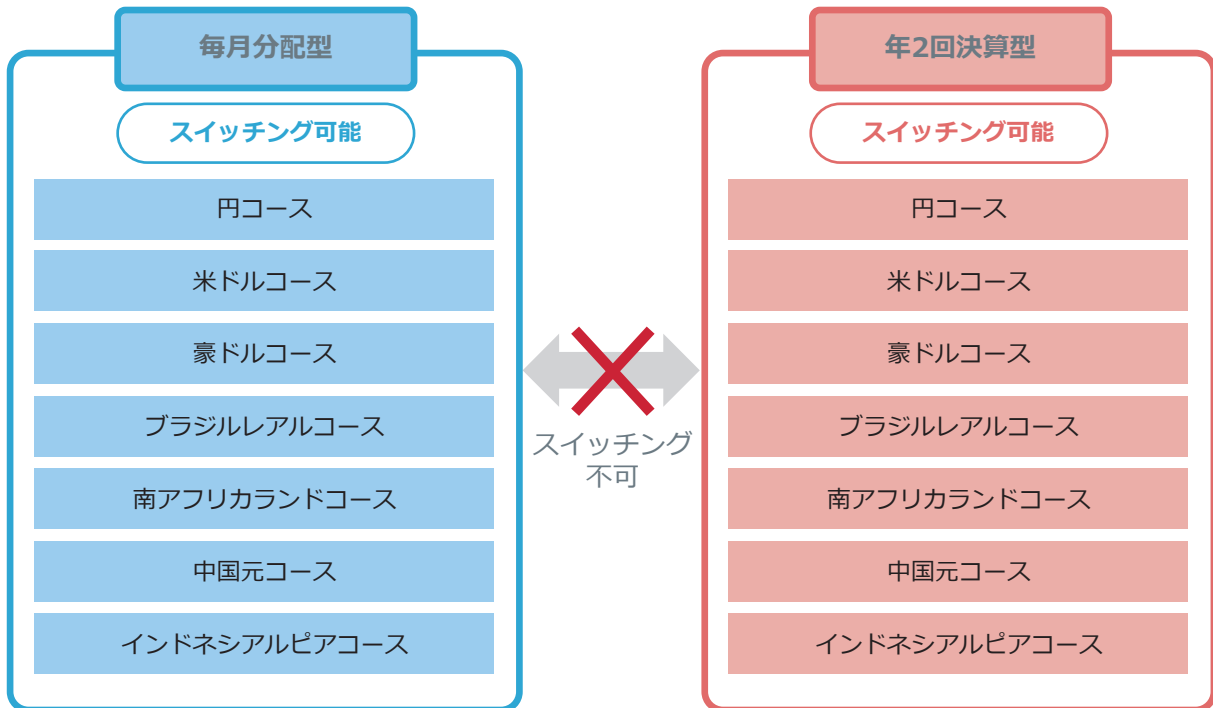 毎月分配型
スイッチング可能
円コース
米ドルコース
豪ドルコース
ブラジルレアルコース
南アフリカランドコース
中国元コース
インドネシアルピアコース
スイッチング
不可
年2回決算型
スイッチング可能
円コース
米ドルコース
豪ドルコース
ブラジルレアルコース
南アフリカランドコース
中国元コース
インドネシアルピアコース